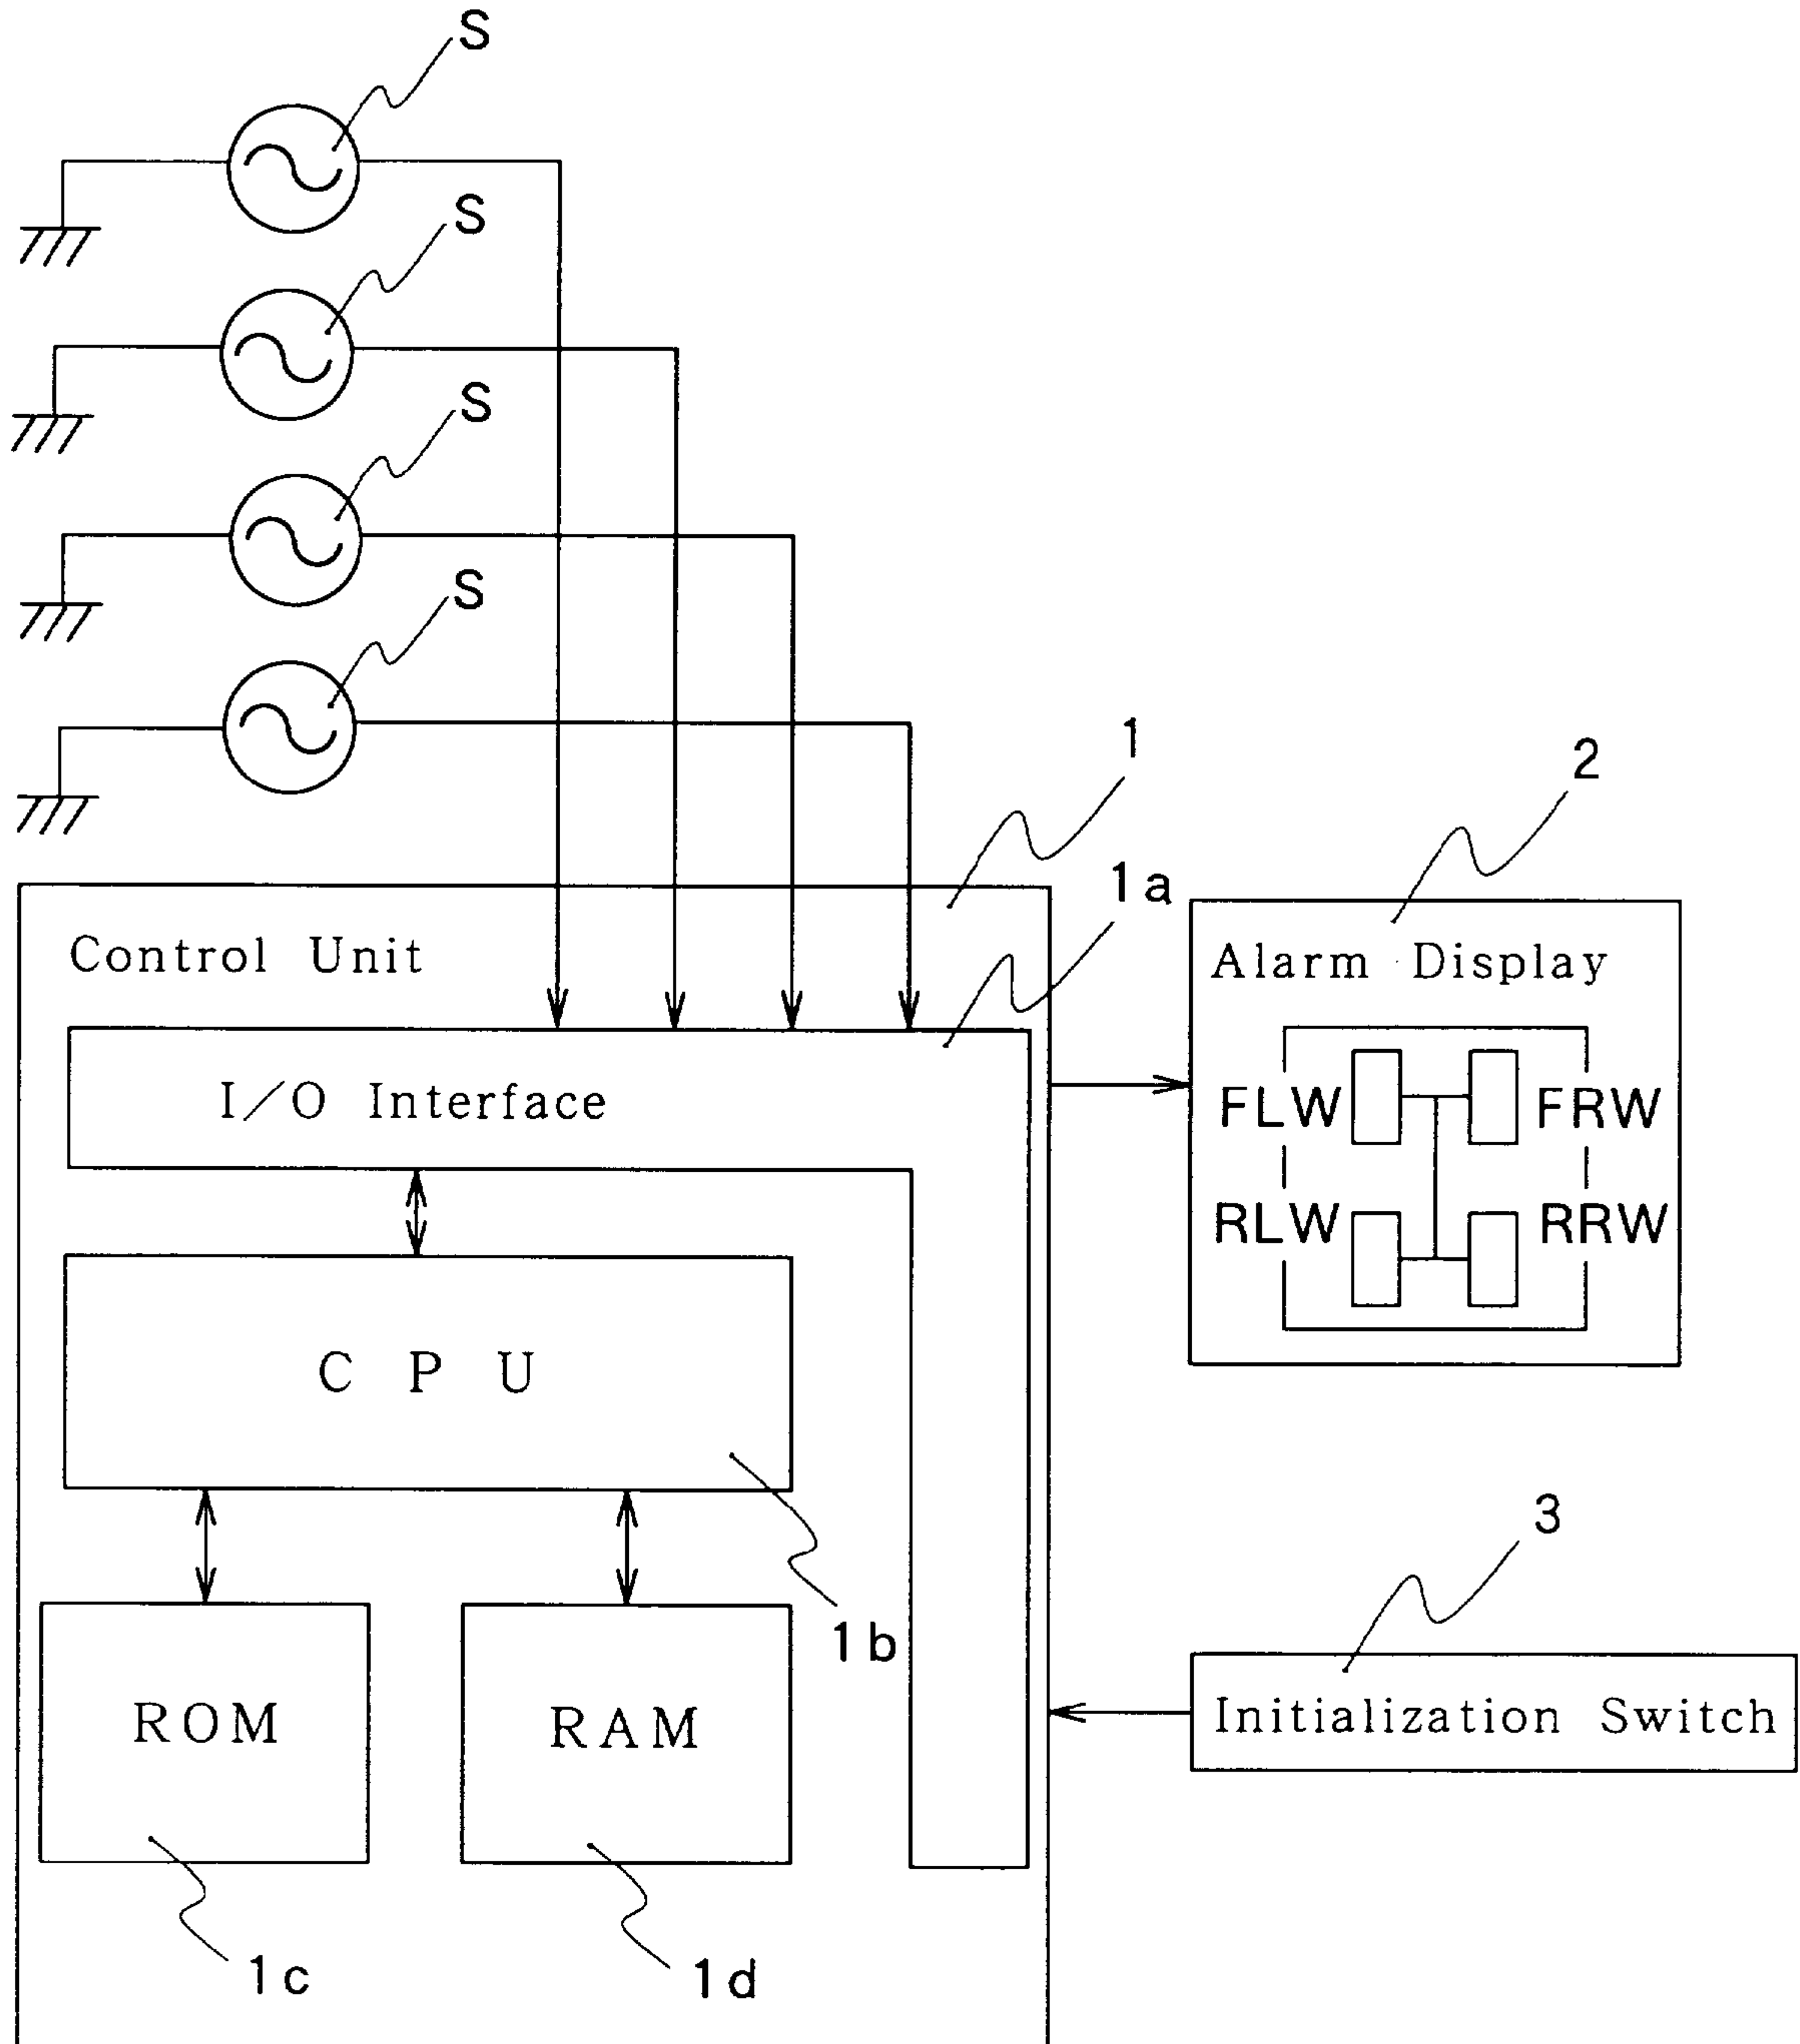 S
S
S
S
1
2
1a
Control Unit
Alarm Display
I/O Interface
FLW
FRW
RLW
RRW
CPU
3
1b
ROM
RAM
Initialization Switch
1c
1d